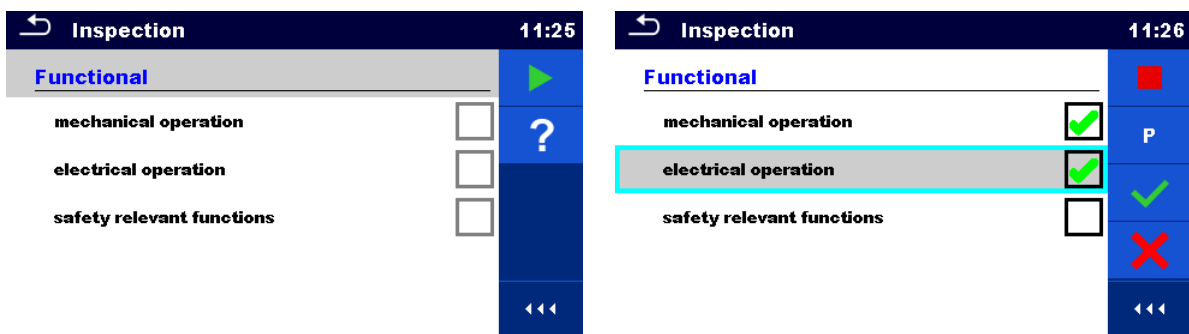 Inspection 11:25
Functional
mechanical operation
electrical operation
safety relevant functions
?
Inspection 11:26
Functional
mechanical operation
electrical operation
safety relevant functions
P